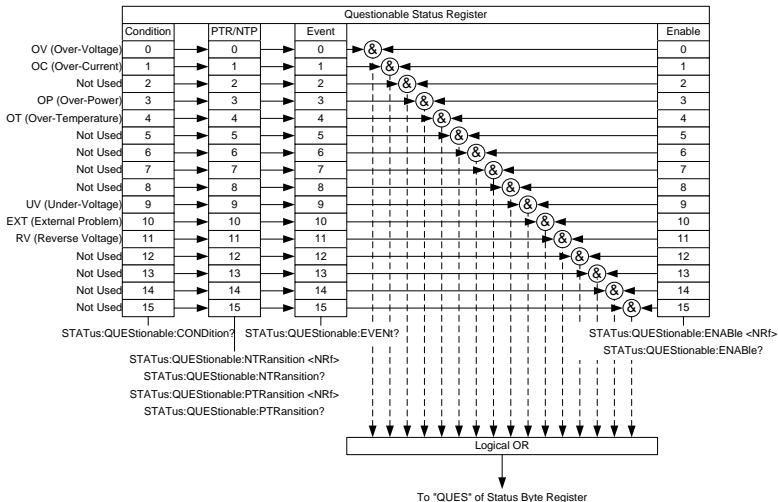 Questionable Status Register
Condition PTR/NTP Event Enable
OV (Over-Voltage) 0 0 0 & 0
OC (Over-Current) 1 1 1 & 1
Not Used 2 2 2 & 2
OP (Over-Power) 3 3 3 & 3
OT (Over-Temperature) 4 4 4 & 4
Not Used 5 5 5 & 5
Not Used 6 6 6 & 6
Not Used 7 7 7 & 7
Not Used 8 8 8 & 8
UV (Under-Voltage) 9 9 9 & 9
EXT (External Problem) 10 10 10 & 10
RV (Reverse Voltage) 11 11 11 & 11
Not Used 12 12 12 & 12
Not Used 13 13 13 & 13
Not Used 14 14 14 & 14
Not Used 15 15 15 & 15
STATus:QUEStionable:CONDition? STATus:QUEStionable:EVENt? STATus:QUEStionable:ENABle <NRf>
STATus:QUEStionable:ENABle?
STATus:QUEStionable:NTRansition <NRf>
STATus:QUEStionable:NTRansition?
STATus:QUEStionable:PTRansition <NRf>
STATus:QUEStionable:PTRansition?
Logical OR
To "QUES" of Status Byte Register